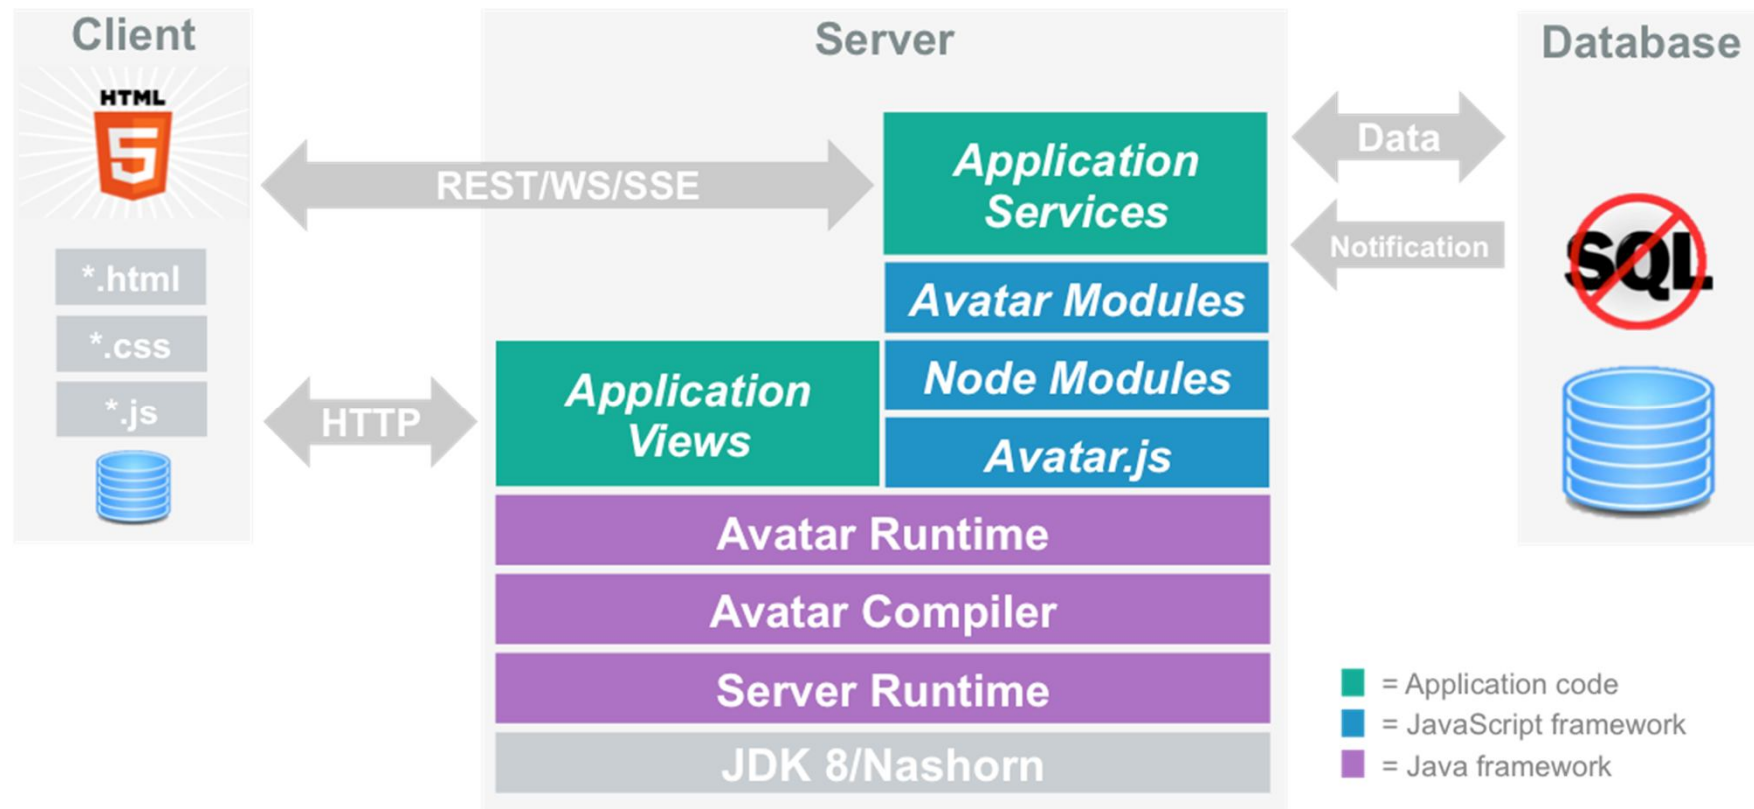 Client
HTML
5
*.html
*.css
*.js
REST/WS/SSE
HTTP
Server
Application
Services
Avatar Modules
Node Modules
Avatar.js
Application
Views
Avatar Runtime
Avatar Compiler
Server Runtime
JDK 8/Nashorn
Data
Notification
Database
SQL
= Application code
= JavaScript framework
= Java framework